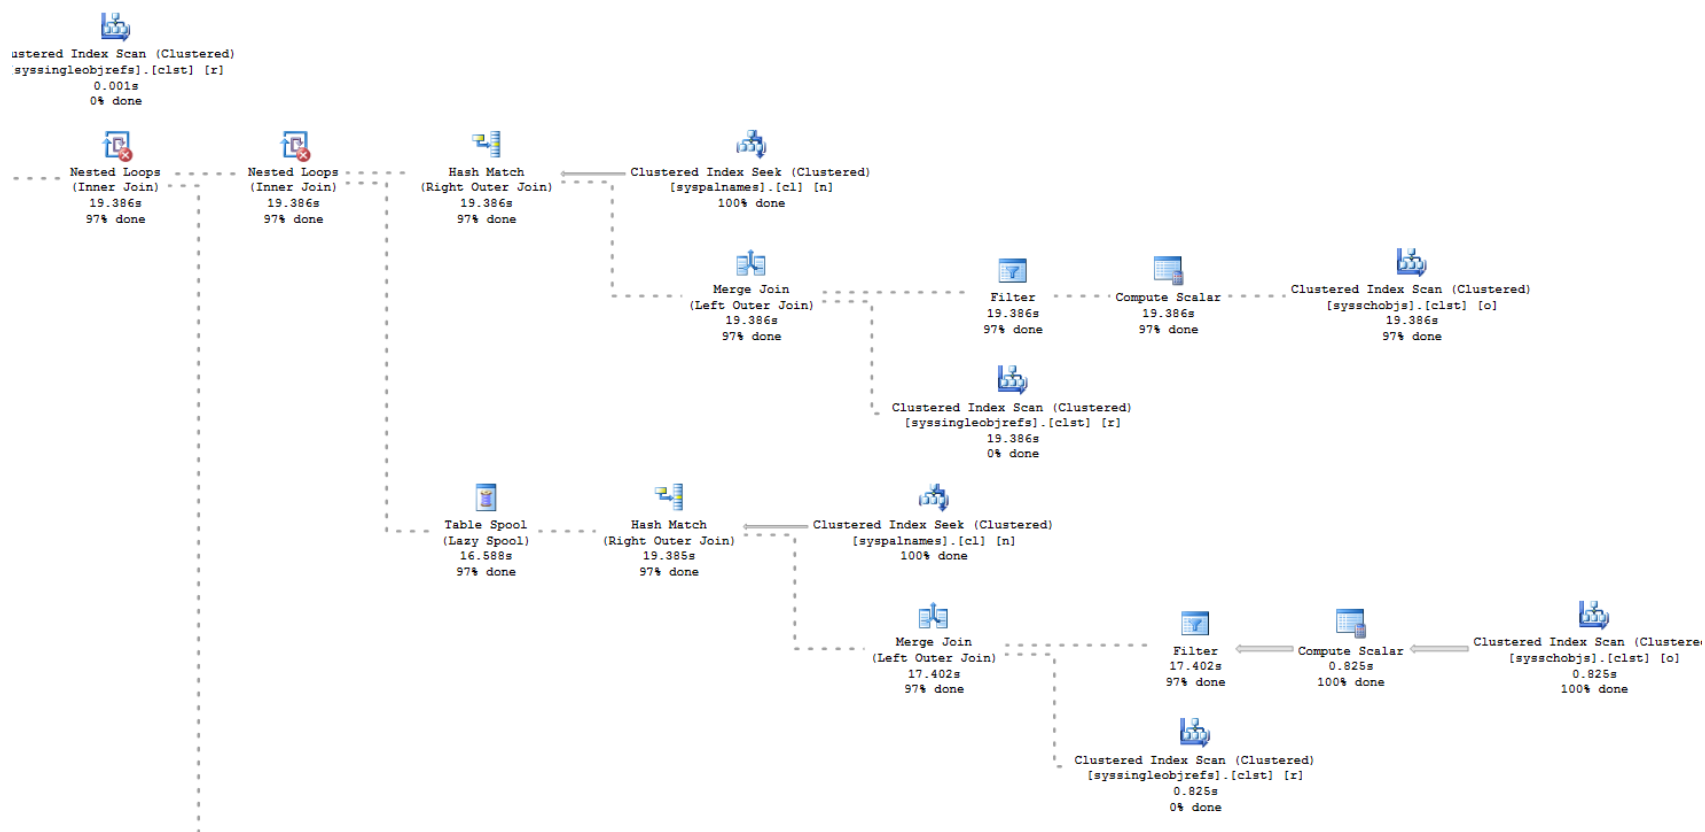 ustered Index Scan (Clustered)
[syssingleobjrefs].[clst] [r]
0.001s
0% done
Nested Loops
(Inner Join)
19.386s
97% done
Nested Loops
(Inner Join)
19.386s
97% done
Hash Match
(Right Outer Join)
19.386s
97% done
Clustered Index Seek (Clustered)
[syspalnames].[cl] [n]
100% done
Merge Join
(Left Outer Join)
19.386s
97% done
Filter
19.386s
97% done
Compute Scalar
19.386s
97% done
Clustered Index Scan (Clustered)
[sysschobjs].[clst] [o]
19.386s
97% done
Clustered Index Scan (Clustered)
[syssingleobjrefs].[clst] [r]
19.386s
0% done
Table Spool
(Lazy Spool)
16.588s
97% done
Hash Match
(Right Outer Join)
19.385s
97% done
Clustered Index Seek (Clustered)
[syspalnames].[cl] [n]
100% done
Merge Join
(Left Outer Join)
17.402s
97% done
Filter
17.402s
97% done
Compute Scalar
0.825s
100% done
Clustered Index Scan (Clustere
[sysschobjs].[clst] [o]
0.825s
100% done
Clustered Index Scan (Clustered)
[syssingleobjrefs].[clst] [r]
0.825s
0% done